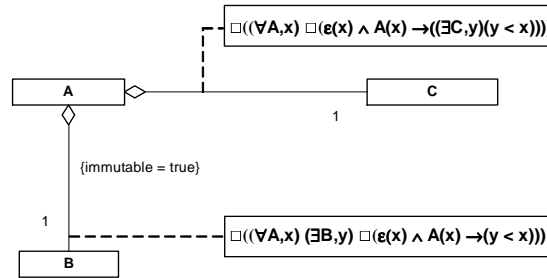 □((∀A,x) □(ε(x) ∧ A(x) →((∃C,y)(y < x)))
A
C
1
{immutable = true}
1
□((∀A,x) (∃B,y) □(ε(x) ∧ A(x) →(y < x)))
B